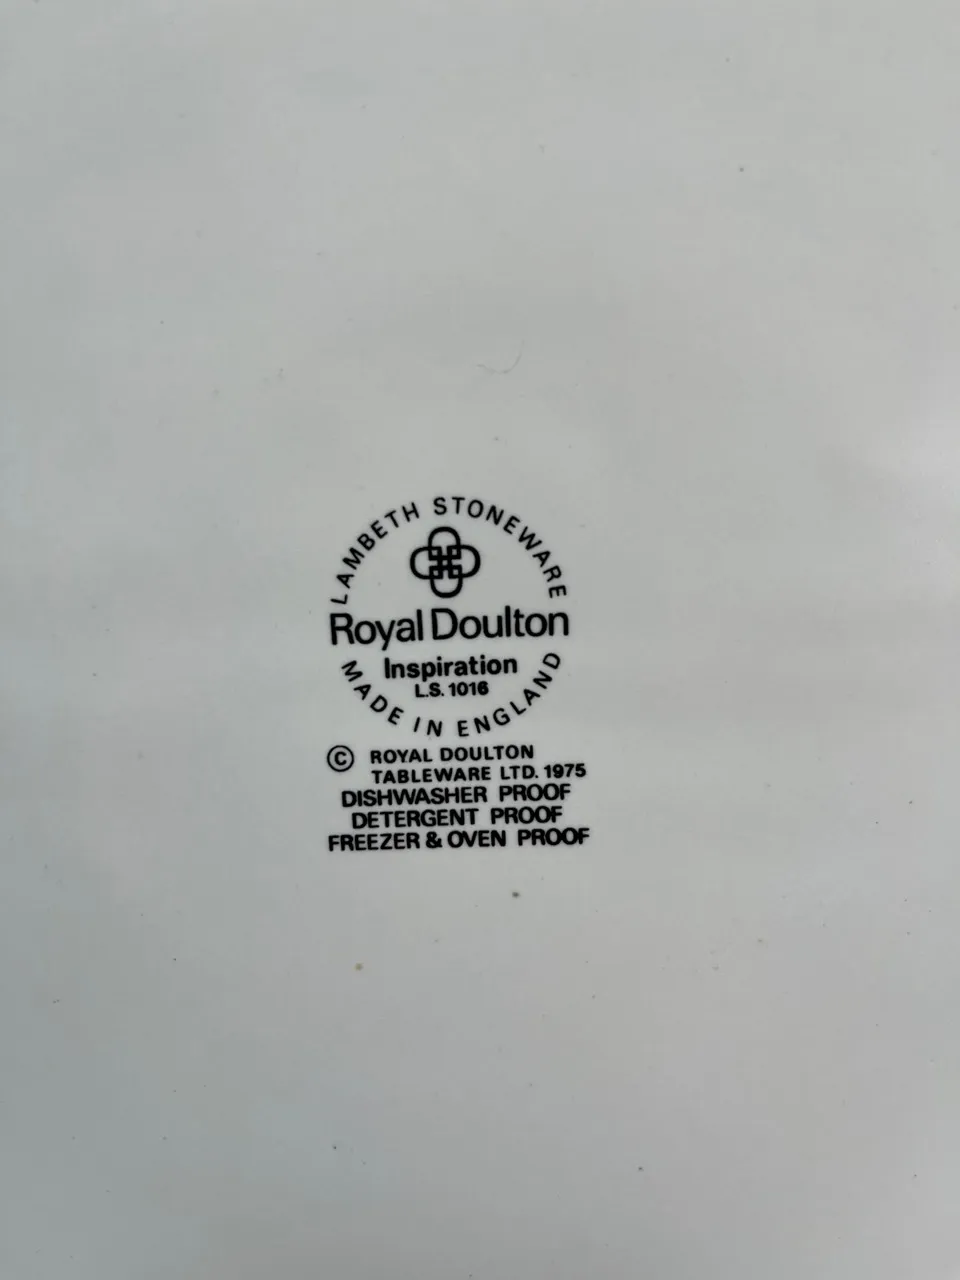 LAMBETH STONEWARE
Royal Doulton
Inspiration
L.S. 1016
MADE IN ENGLAND
© ROYAL DOULTON
TABLEWARE LTD. 1975
DISHWASHER PROOF
DETERGENT PROOF
FREEZER & OVEN PROOF